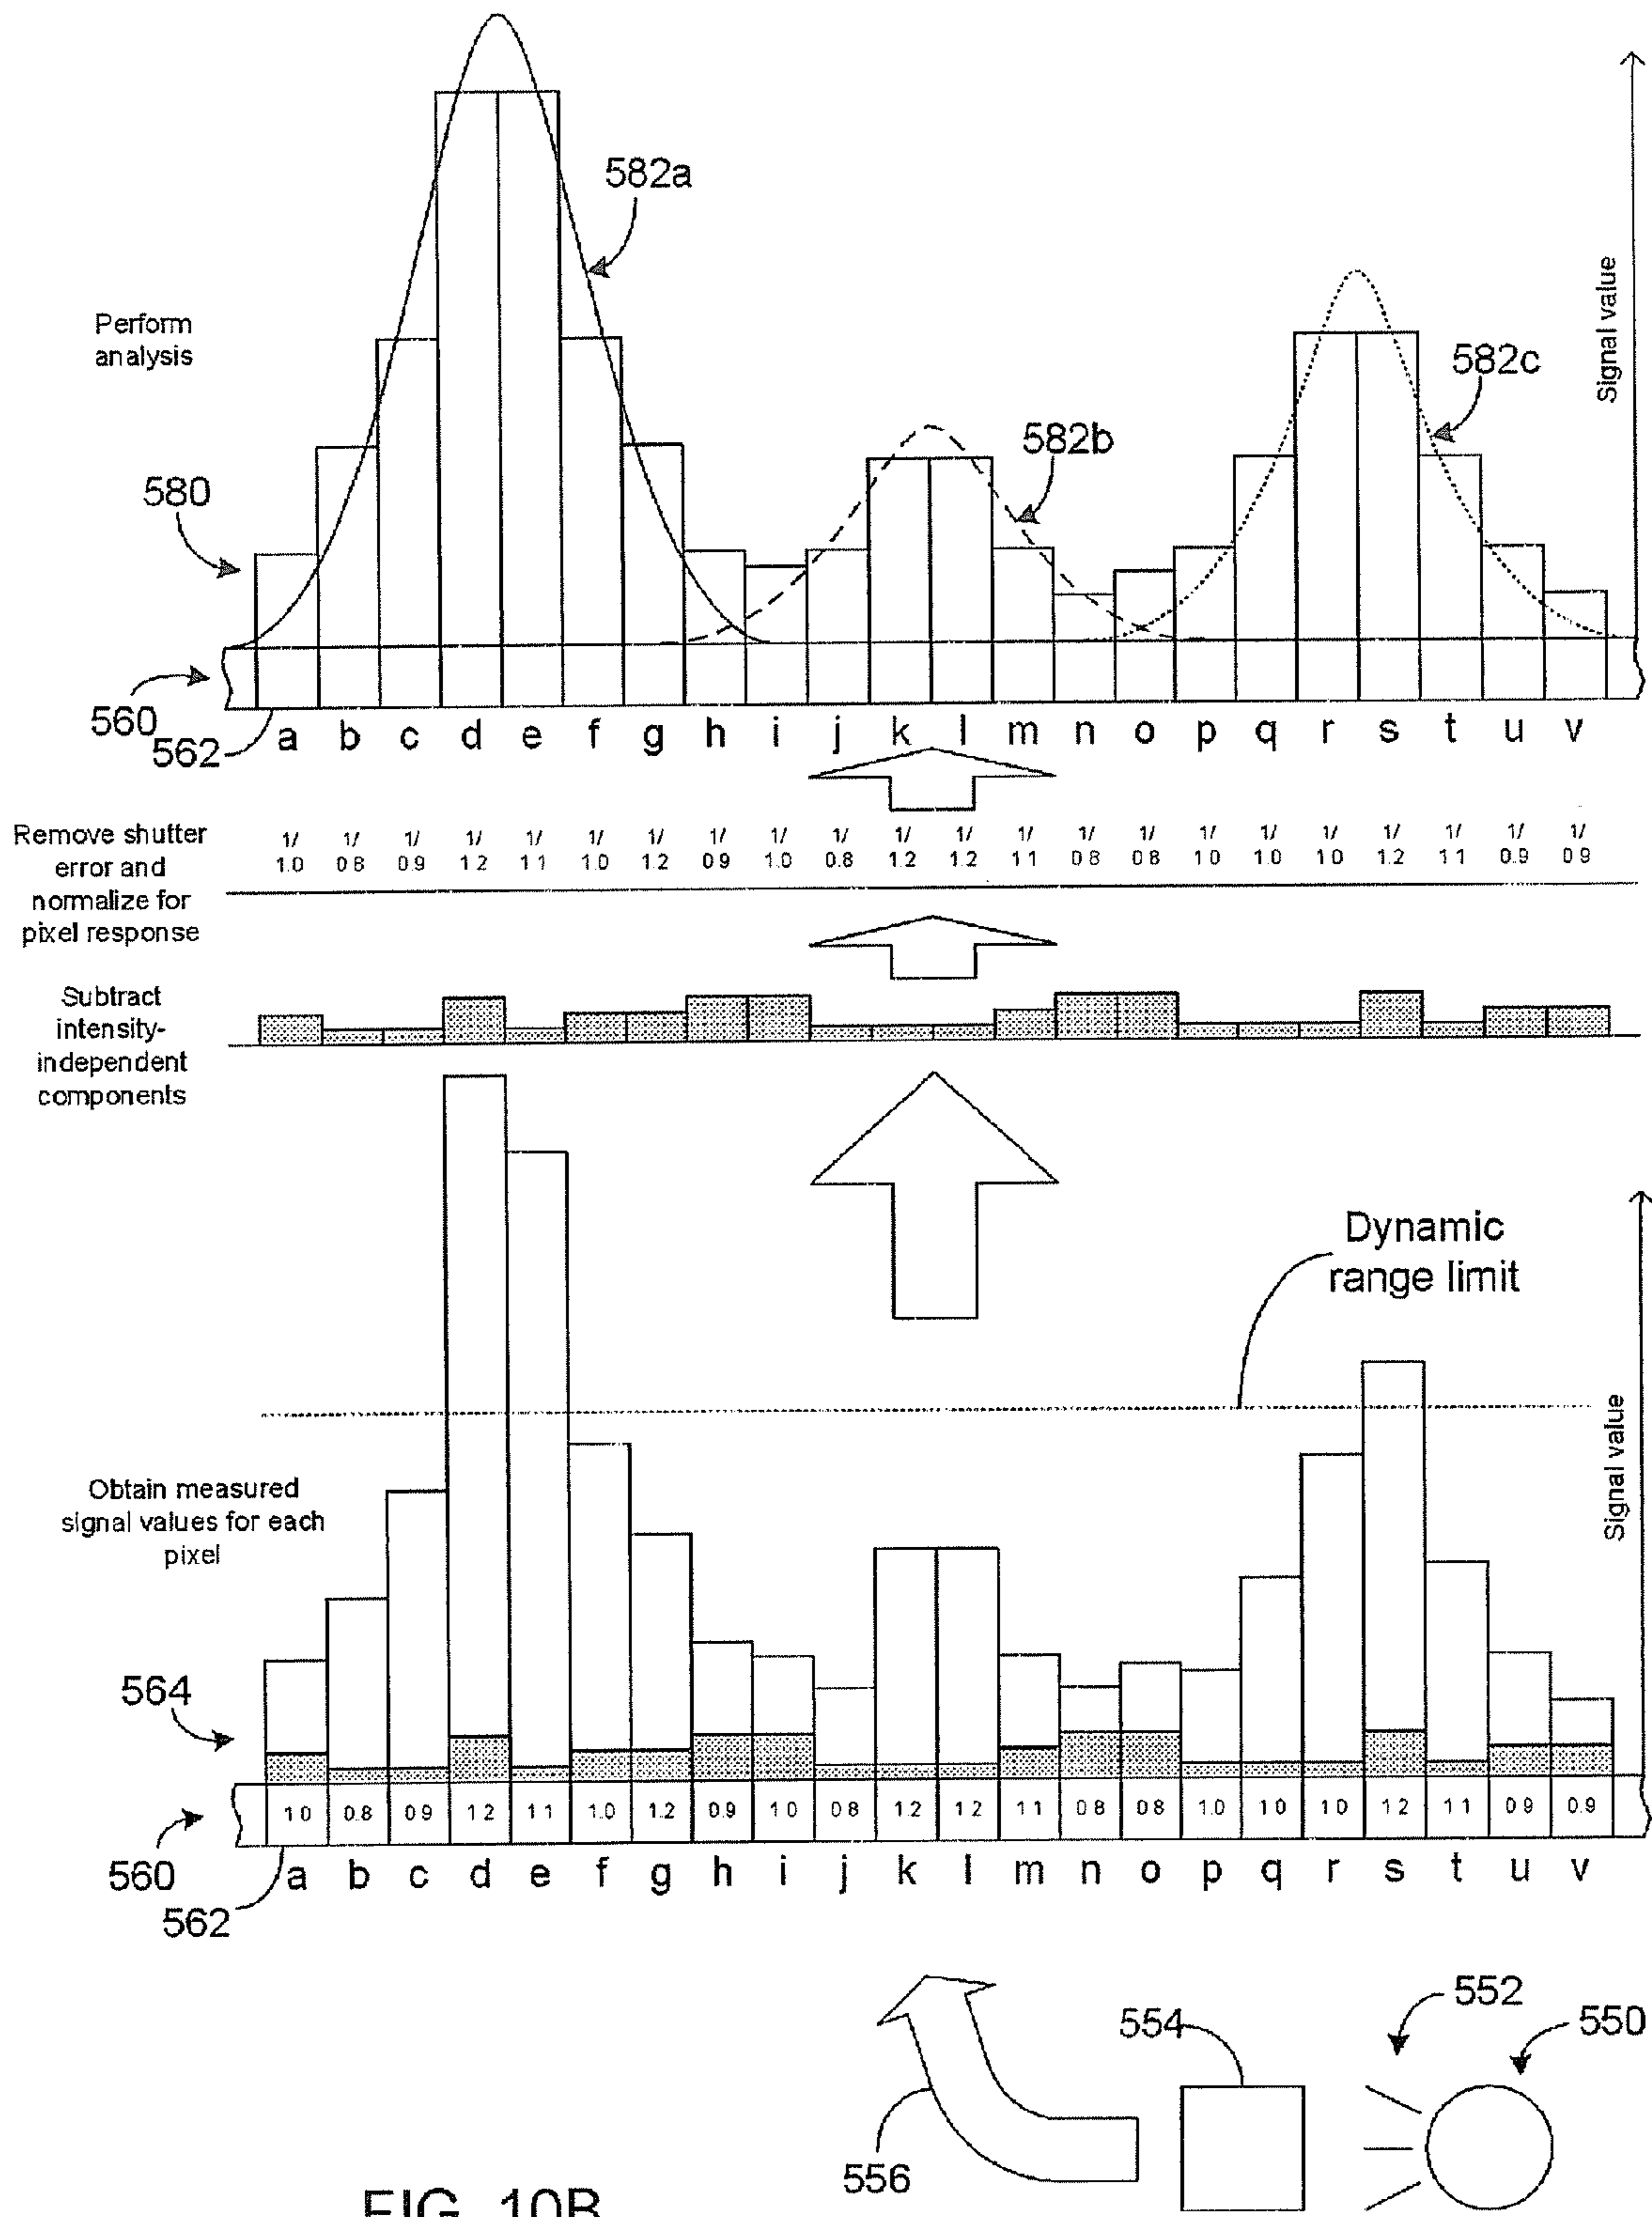 582a
Perform
analysis
Signal value
582c
582b
580
560
562
a b c d e f g h i j k l m n o p q r s t u v
Remove shutter
error and
normalize for
pixel response
1/ 1/ 1/ 1/ 1/ 1/ 1/ 1/ 1/ 1/ 1/ 1/ 1/ 1/ 1/ 1/ 1/ 1/ 1/ 1/ 1/ 1/
1.0 0.8 0.9 1.2 1.1 1.0 1.2 0.9 1.0 0.8 1.2 1.2 1.1 0.8 0.8 1.0 1.0 1.0 1.2 1.1 0.9 0.9
Subtract
intensity-
independent
components
Dynamic
range limit
Signal value
Obtain measured
signal values for each
pixel
564
1.0 0.8 0.9 1.2 1.1 1.0 1.2 0.9 1.0 0.8 1.2 1.2 1.1 0.8 0.8 1.0 1.0 1.0 1.2 1.1 0.9 0.9
560
a b c d e f g h i j k l m n o p q r s t u v
562
552
554
550
556
FIG. 10B